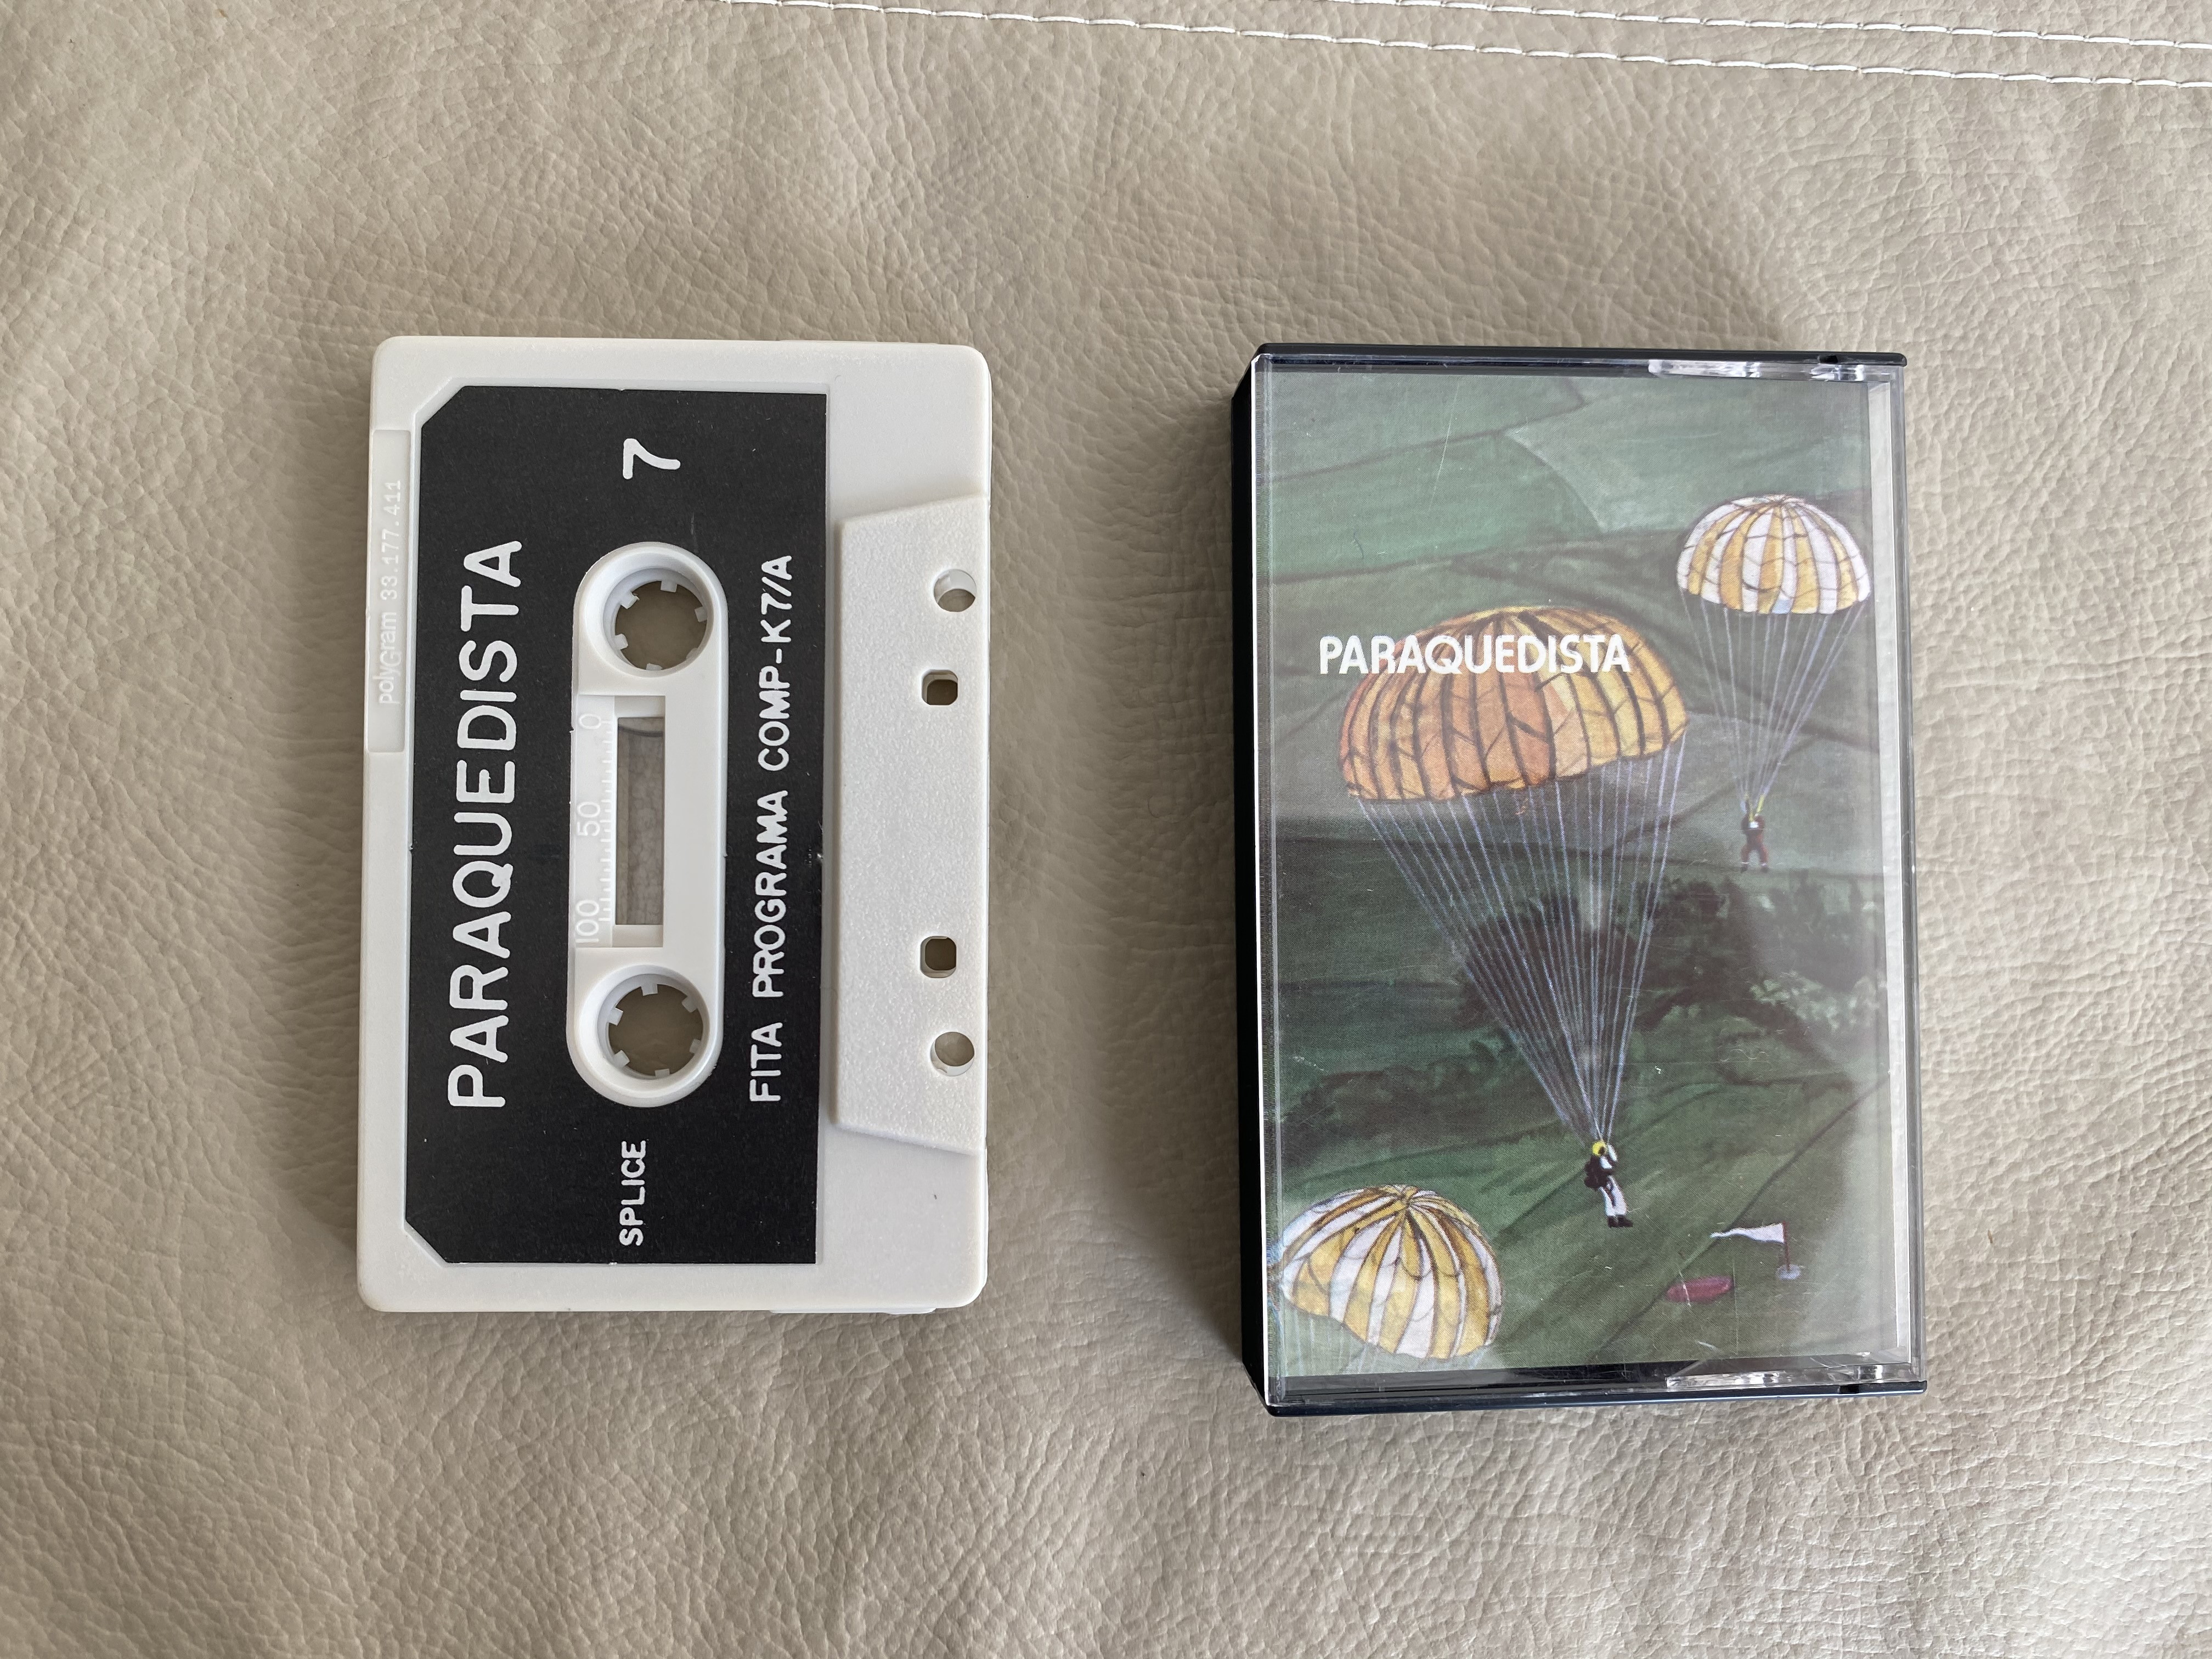 polyGram 33.177.411
PARAQUEDISTA
SPLICE
7
100 50 0
FITA PROGRAMA COMP-K7/A
PARAQUEDISTA